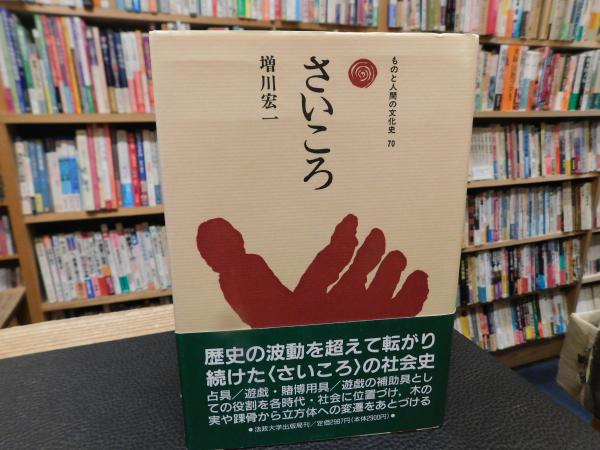 ものと人間の文化史 70
さいころ
増川宏一
歴史の波動を超えて転がり
続けた〈さいころ〉の社会史
占具／遊戯・賭博用具／遊戯の補助具とし
ての役割を各時代・社会に位置づけ，木の
実や踝骨から立方体への変遷をあとづける
●法政大学出版局刊／定価2987円(本体2900円)●